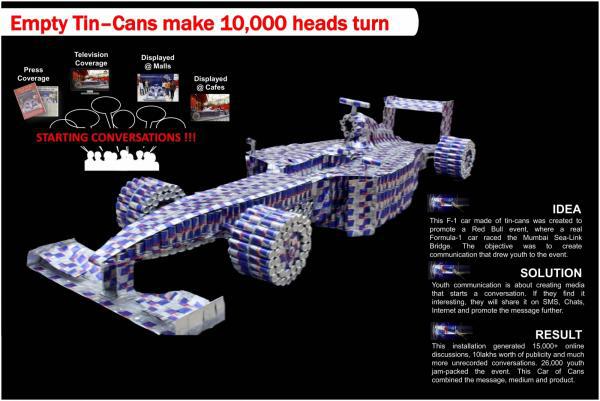 Empty Tin-Cans make 10,000 heads turn
Press
Coverage
Television
Coverage
Displayed
@ Malls
Displayed
@ Cafes
STARTING CONVERSATIONS !!!
IDEA
This F-1 car made of tin-cans was created to
promote a Red Bull event, where a real
Formula-1 car raced the Mumbai Sea-Link
Bridge. The objective was to create
communication that drew youth to the event.
SOLUTION
Youth communication is about creating media
that starts a conversation. If they find it
interesting, they will share it on SMS, Chats,
Internet and promote the message further.
RESULT
This installation generated 15,000+ online
discussions, 10lakhs worth of publicity and much
more unrecorded conversations. 26,000 youth
jam-packed the event. This Car of Cans
combined the message, medium and product.